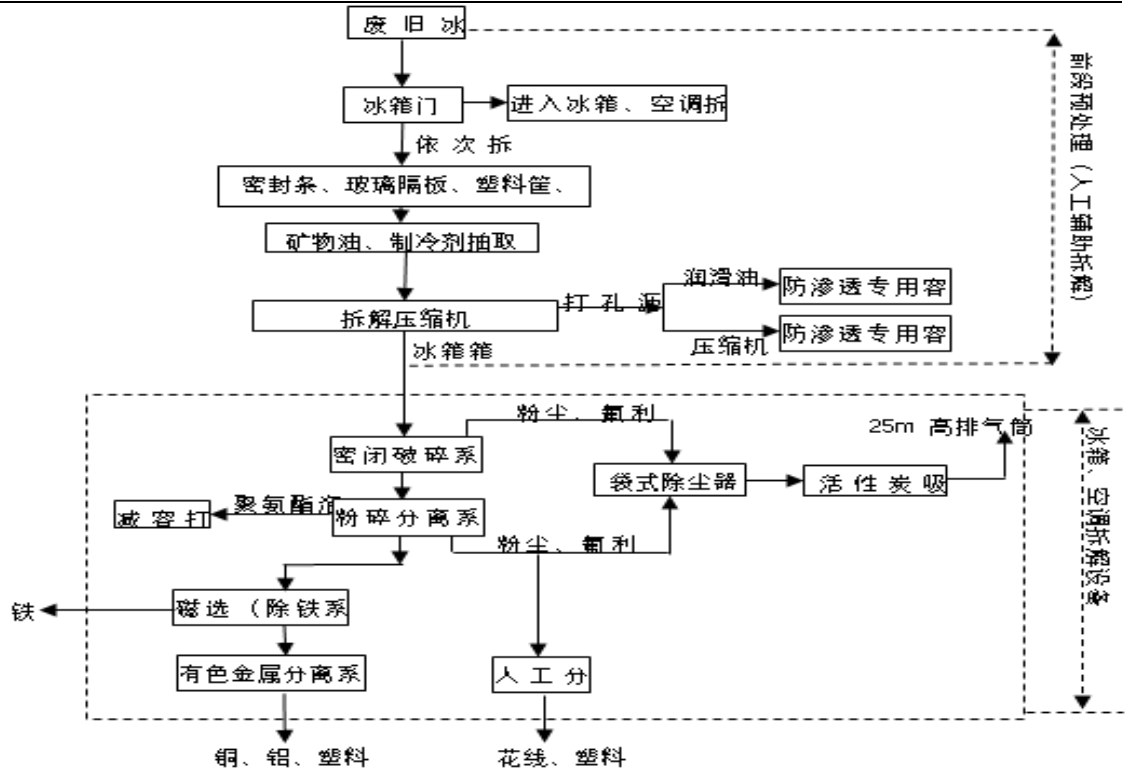 废 旧 冰
冰箱门
进入冰箱、空调拆
依 次 拆
密封条、玻璃隔板、塑料筐、
矿物油、制冷剂抽取
拆解压缩机
打 孔 沥
润滑油
防渗透专用容
压缩机
防渗透专用容
冰箱箱
前段预处理（人工辅助拆解）
粉尘、氟利
25m 高排气筒
密闭破碎系
袋式除尘器
活 性 炭 吸
聚氨酯泡
减 容 打
粉碎分离系
粉尘、氟利
铁
磁选（除铁系
有色金属分离系
人 工 分
冰箱、空调拆解设备
铜、铝、塑料
花线、塑料